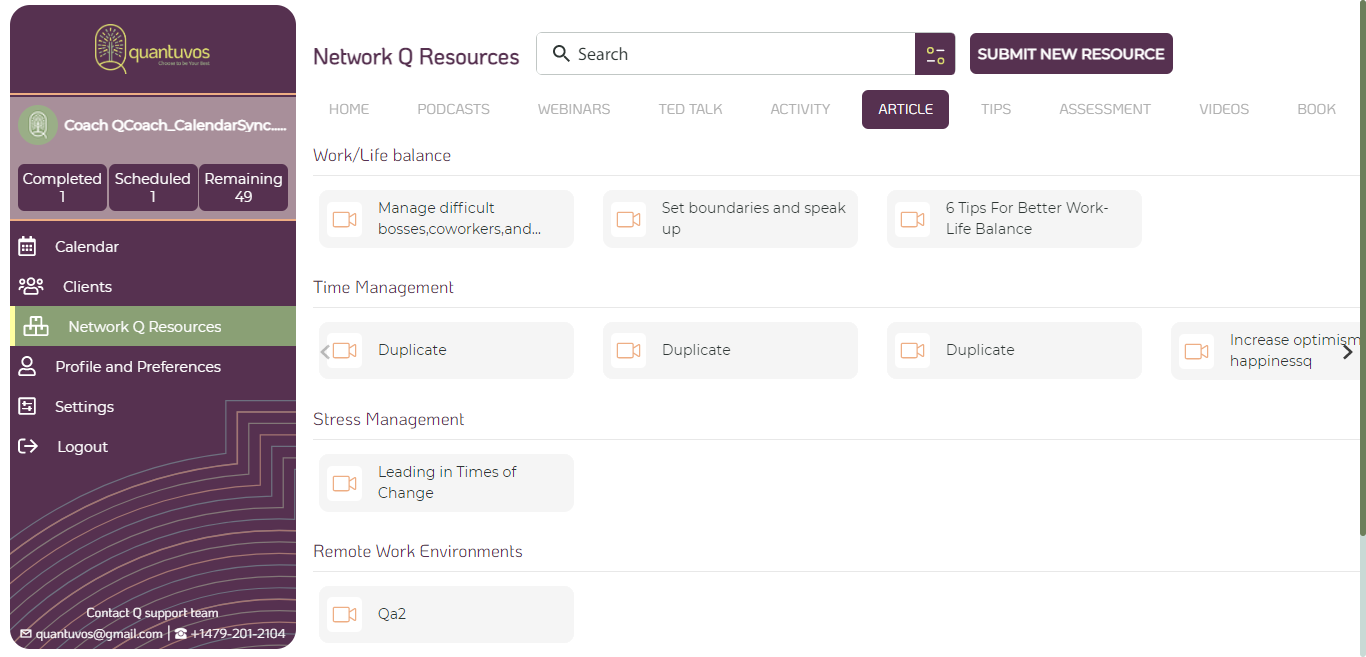 quantuvos
Choose to be Your Best
Coach QCoach_CalendarSync.....
Completed
1
Scheduled
1
Remaining
49
Calendar
Clients
Network Q Resources
Profile and Preferences
Settings
Logout
Contact Q support team
quantuvos@gmail.com | +1479-201-2104
Network Q Resources
Search
SUBMIT NEW RESOURCE
HOME
PODCASTS
WEBINARS
TED TALK
ACTIVITY
ARTICLE
TIPS
ASSESSMENT
VIDEOS
BOOK
Work/Life balance
Manage difficult
bosses,coworkers,and...
Set boundaries and speak
up
6 Tips For Better Work-
Life Balance
Time Management
Duplicate
Duplicate
Duplicate
Increase optimism
happinessq
Stress Management
Leading in Times of
Change
Remote Work Environments
Qa2